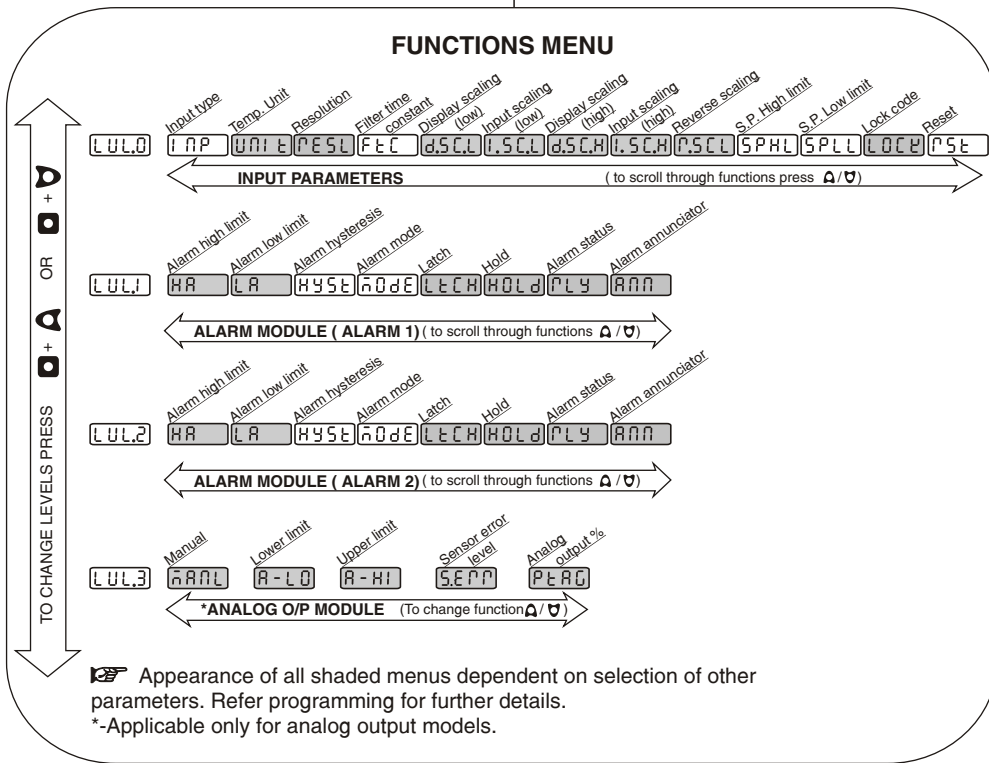 FUNCTIONS MENU
Input type
Temp. Unit
Resolution
Filter time
constant
Display scaling
(low)
Input scaling
(low)
Display scaling
(high)
Input scaling
(high)
Reverse scaling
S.P. High limit
S.P. Low limit
Lock code
Reset
LVL.0 INP UNIT RESL FTC d.SC.L I.SC.L d.SC.H I.SC.H R.SCL SPHL SPLL LOCK RST
INPUT PARAMETERS ( to scroll through functions press / )
Alarm high limit
Alarm low limit
Alarm hysteresis
Alarm mode
Latch
Hold
Alarm status
Alarm annunciator
LVL.1 HA LA HYST MODE LTCH HOLD RLY ANN
ALARM MODULE ( ALARM 1) ( to scroll through functions / )
Alarm high limit
Alarm low limit
Alarm hysteresis
Alarm mode
Latch
Hold
Alarm status
Alarm annunciator
LVL.2 HA LA HYST MODE LTCH HOLD RLY ANN
ALARM MODULE ( ALARM 2) ( to scroll through functions / )
Manual
Lower limit
Upper limit
Sensor error
level
Analog
output %
LVL.3 MANL A-LO A-HI S.ERR PTAG
*ANALOG O/P MODULE (To change function / )
TO CHANGE LEVELS PRESS + OR +
Appearance of all shaded menus dependent on selection of other
parameters. Refer programming for further details.
*-Applicable only for analog output models.